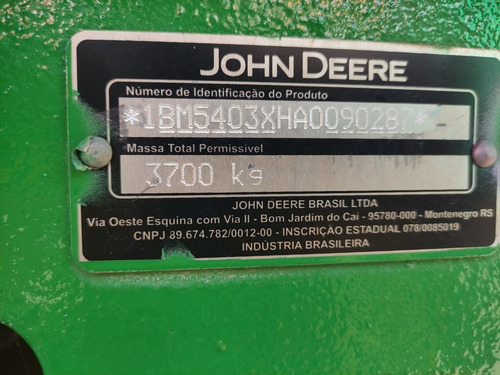 JOHN DEERE
Número de Identificação do Produto
*1BM5403XHA0090287*
Massa Total Permissível
3700 kg
JOHN DEERE BRASIL LTDA
Via Oeste Esquina com Via II - Bom Jardim do Cai - 95780-000 - Montenegro RS
CNPJ 89.674.782/0012-00 - INSCRIÇÃO ESTADUAL 078/0085019
INDÚSTRIA BRASILEIRA